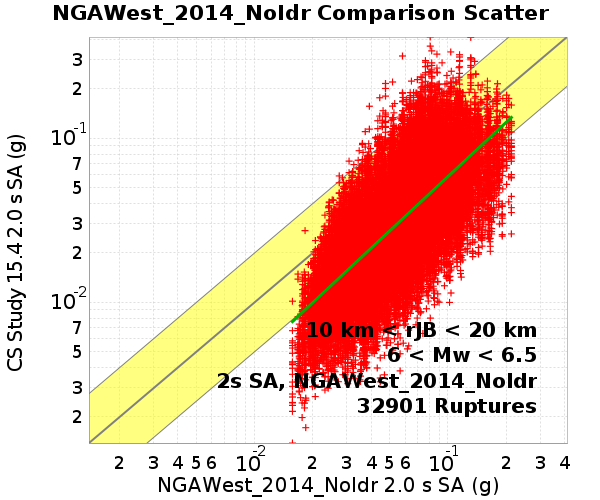 NGAWest_2014_NoIdr Comparison Scatter
3
2
10-1
7
5
3
2
10-2
7
5
3
2
CS Study 15.4 2.0 s SA (g)
10 km < rJB < 20 km
6 < Mw < 6.5
2s SA, NGAWest_2014_NoIdr
32901 Ruptures
2 3 4 5 6 10-2 2 3 4 5 6 10-1 2 3 4
NGAWest_2014_NoIdr 2.0 s SA (g)